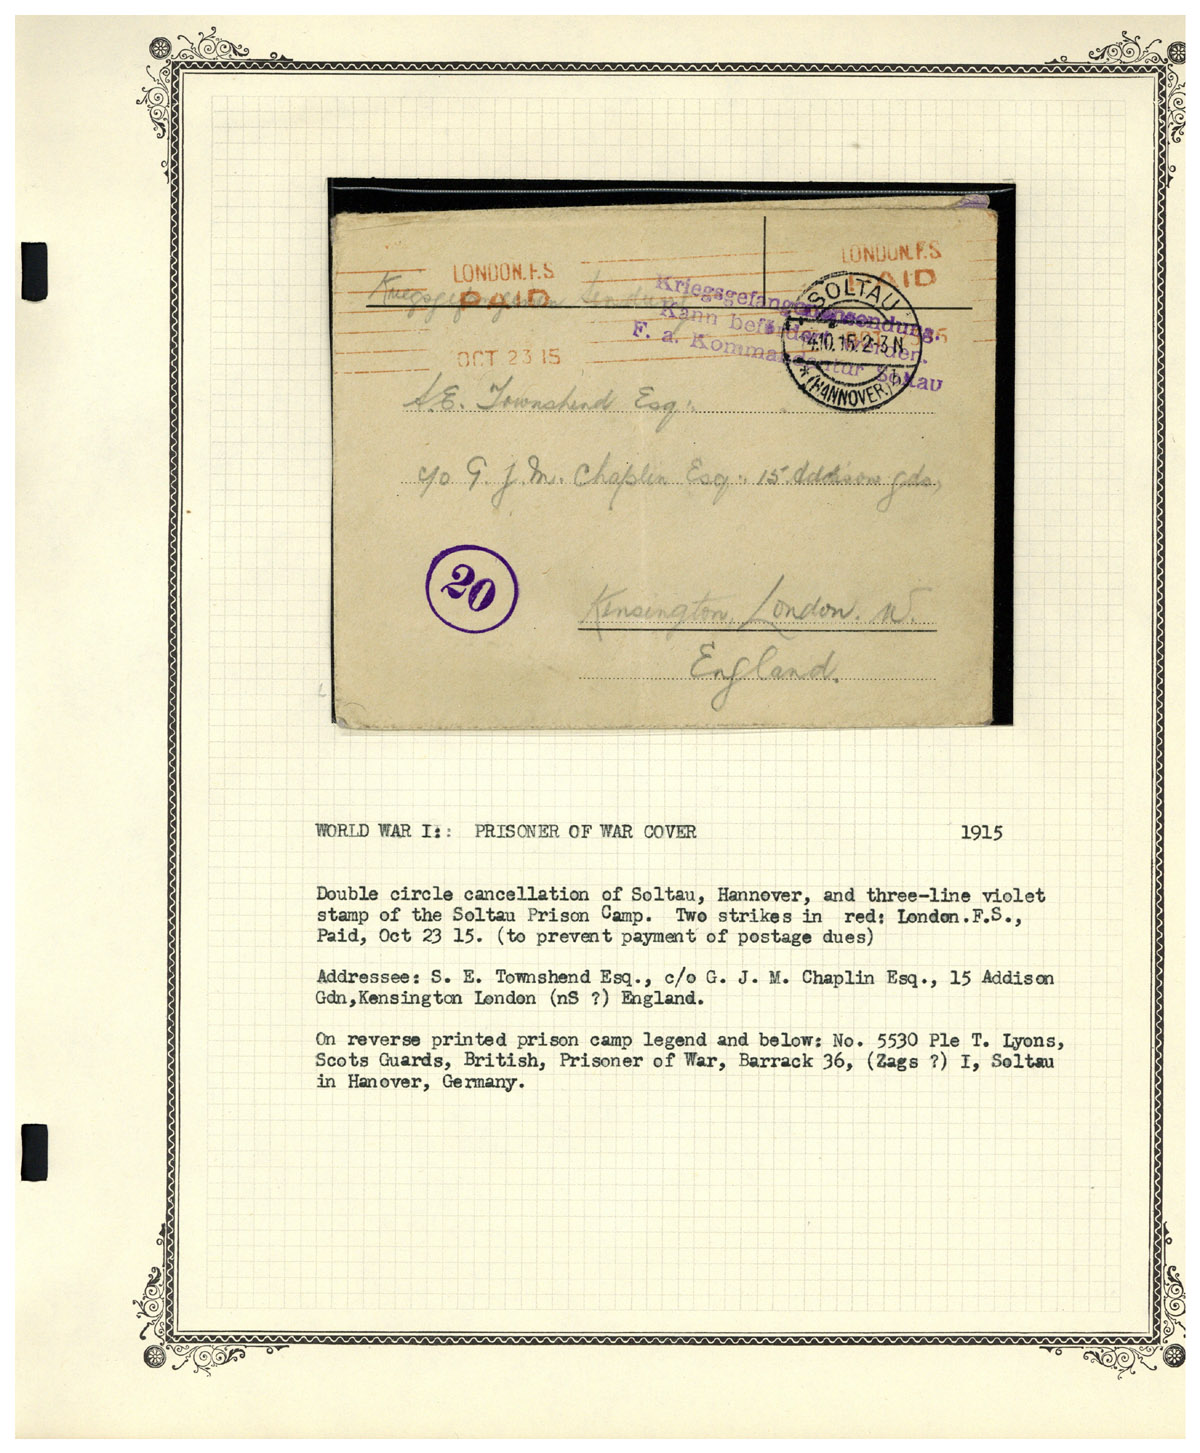 LONDON.F.S
PAID
OCT 23 15
LONDON.F.S
PAID
Kriegsgefangenen Sendung
Kriegsgefangenensendung.
Kann befördert werden.
F. a. Kommandantur Soltau
SOLTAU
4.10.15.2-3N
*(HANNOVER)
S.E. Townshend Esq:
c/o G. J. M. Chaplin Esq: 15 Addison gds,
20
Kensington, London. W.
England.
WORLD WAR I:: PRISONER OF WAR COVER 1915
Double circle cancellation of Soltau, Hannover, and three-line violet
stamp of the Soltau Prison Camp. Two strikes in red: London.F.S.,
Paid, Oct 23 15. (to prevent payment of postage dues)
Addressee: S. E. Townshend Esq., c/o G. J. M. Chaplin Esq., 15 Addison
Gdn,Kensington London (nS ?) England.
On reverse printed prison camp legend and below: No. 5530 Ple T. Lyons,
Scots Guards, British, Prisoner of War, Barrack 36, (Zags ?) I, Soltau
in Hanover, Germany.